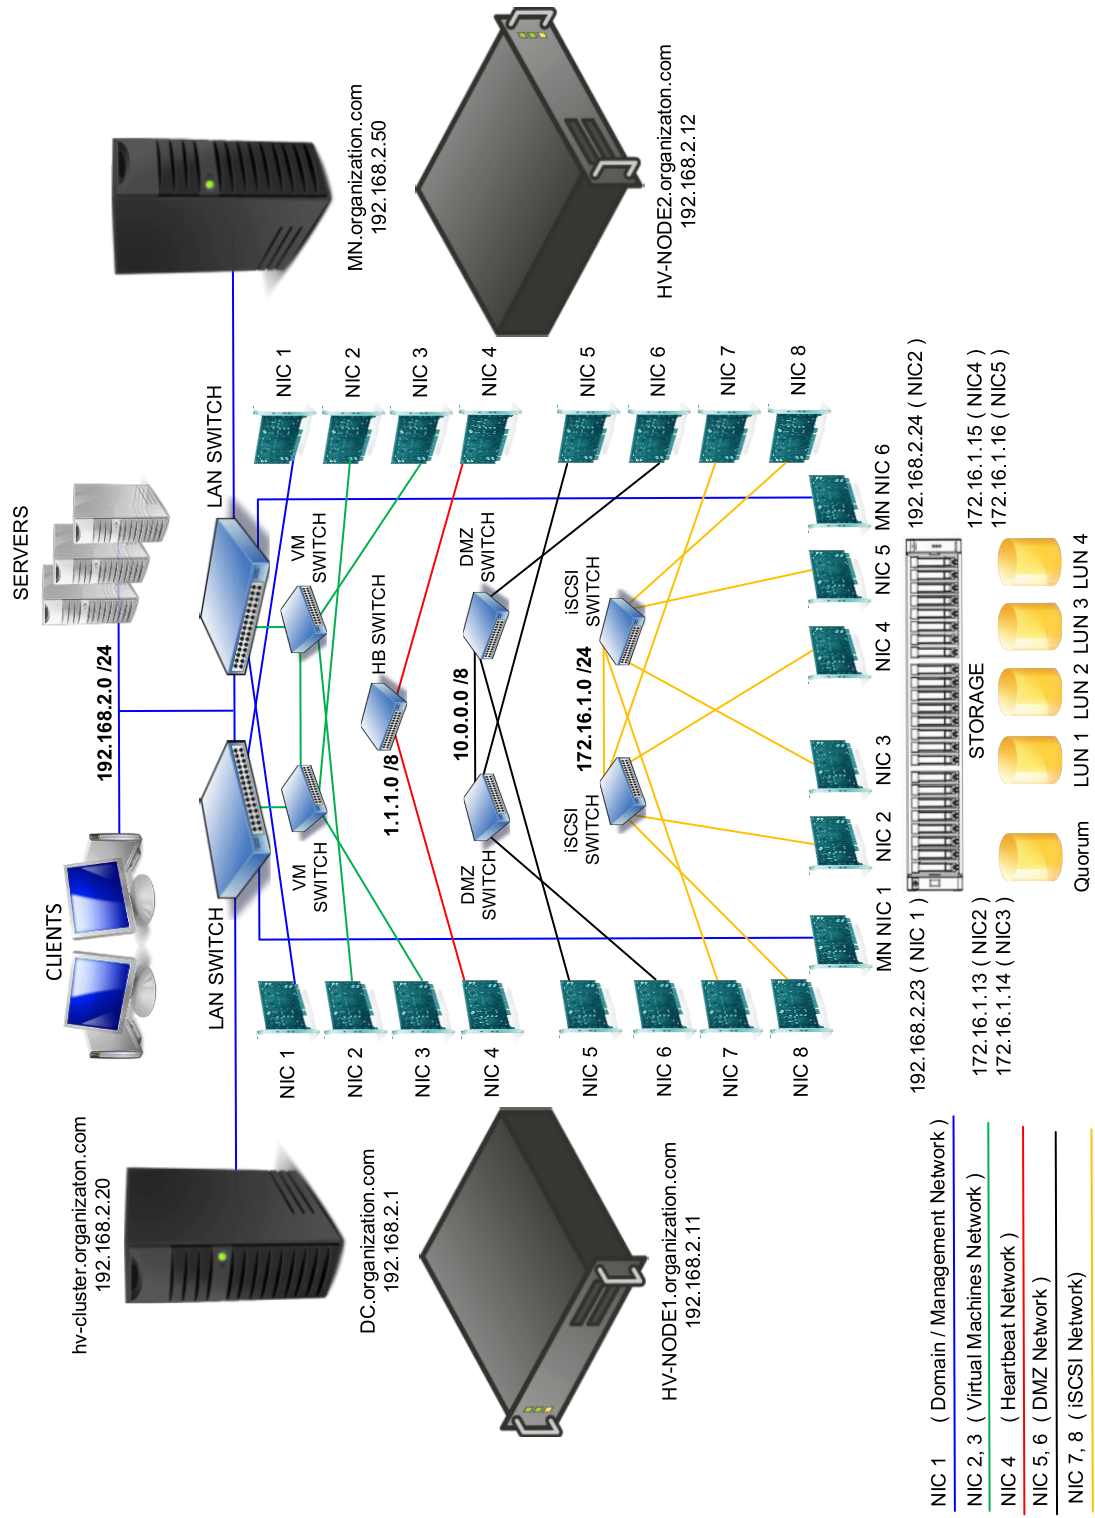 hv-cluster.organizaton.com
192.168.2.20
CLIENTS
SERVERS
192.168.2.0 /24
LAN SWITCH
LAN SWITCH
DC.organization.com
192.168.2.1
MN.organization.com
192.168.2.50
VM
SWITCH
VM
SWITCH
HB SWITCH
1.1.1.0 /8
DMZ
SWITCH
10.0.0.0 /8
DMZ
SWITCH
iSCSI
SWITCH
172.16.1.0 /24
iSCSI
SWITCH
NIC 1
NIC 2
NIC 3
NIC 4
NIC 5
NIC 6
NIC 7
NIC 8
NIC 1
NIC 2
NIC 3
NIC 4
NIC 5
NIC 6
NIC 7
NIC 8
HV-NODE1.organization.com
192.168.2.11
HV-NODE2.organizaton.com
192.168.2.12
MN NIC 1
NIC 2
NIC 3
NIC 4
NIC 5
MN NIC 6
192.168.2.23 ( NIC 1 )
192.168.2.24 ( NIC2 )
172.16.1.13 ( NIC2 )
172.16.1.14 ( NIC3 )
STORAGE
172.16.1.15 ( NIC4 )
172.16.1.16 ( NIC5 )
Quorum
LUN 1
LUN 2
LUN 3
LUN 4
NIC 1 ( Domain / Management Network )
NIC 2, 3 ( Virtual Machines Network )
NIC 4 ( Heartbeat Network )
NIC 5, 6 ( DMZ Network )
NIC 7, 8 ( iSCSI Network)